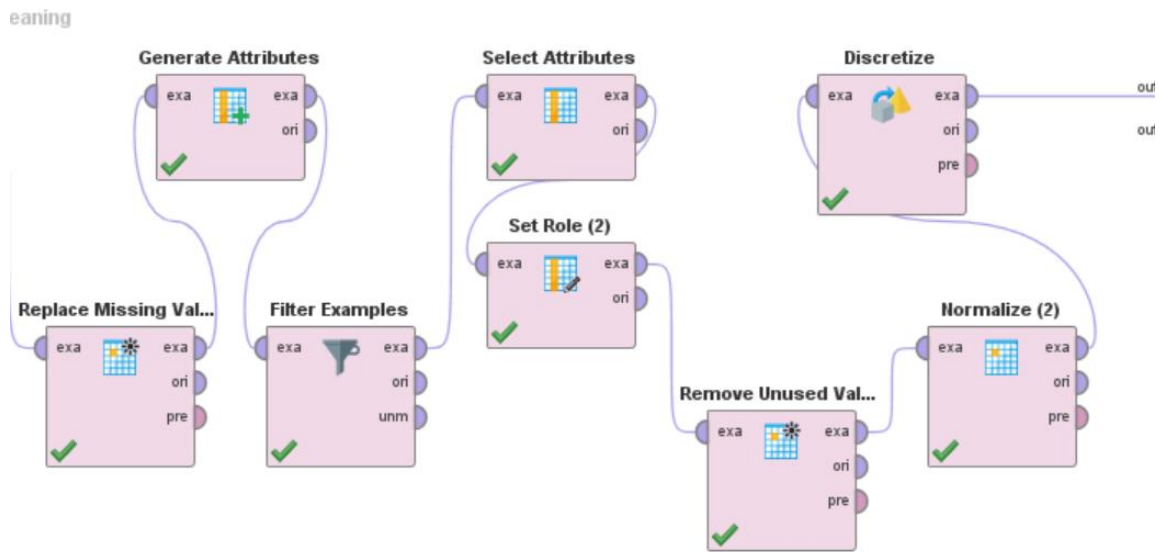 eaning
Generate Attributes
exa
exa
ori
Select Attributes
exa
exa
ori
Discretize
exa
exa
ori
pre
out
out
Set Role (2)
exa
exa
ori
Replace Missing Val...
exa
exa
ori
pre
Filter Examples
exa
exa
ori
unm
Normalize (2)
exa
exa
ori
pre
Remove Unused Val...
exa
exa
ori
pre